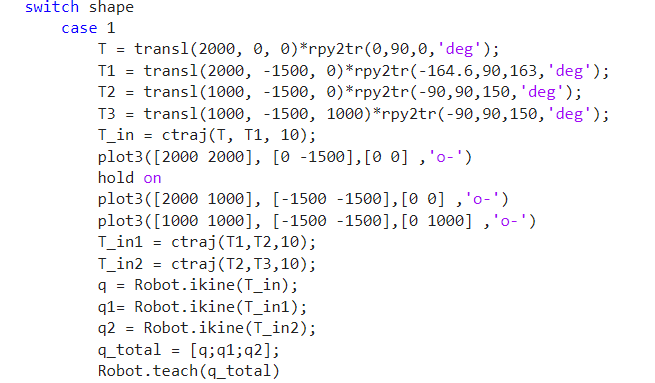 switch shape
case 1
T = transl(2000, 0, 0)*rpy2tr(0,90,0,'deg');
T1 = transl(2000, -1500, 0)*rpy2tr(-164.6,90,163,'deg');
T2 = transl(1000, -1500, 0)*rpy2tr(-90,90,150,'deg');
T3 = transl(1000, -1500, 1000)*rpy2tr(-90,90,150,'deg');
T_in = ctraj(T, T1, 10);
plot3([2000 2000], [0 -1500],[0 0] ,'o-')
hold on
plot3([2000 1000], [-1500 -1500],[0 0] ,'o-')
plot3([1000 1000], [-1500 -1500],[0 1000] ,'o-')
T_in1 = ctraj(T1,T2,10);
T_in2 = ctraj(T2,T3,10);
q = Robot.ikine(T_in);
q1= Robot.ikine(T_in1);
q2 = Robot.ikine(T_in2);
q_total = [q;q1;q2];
Robot.teach(q_total)